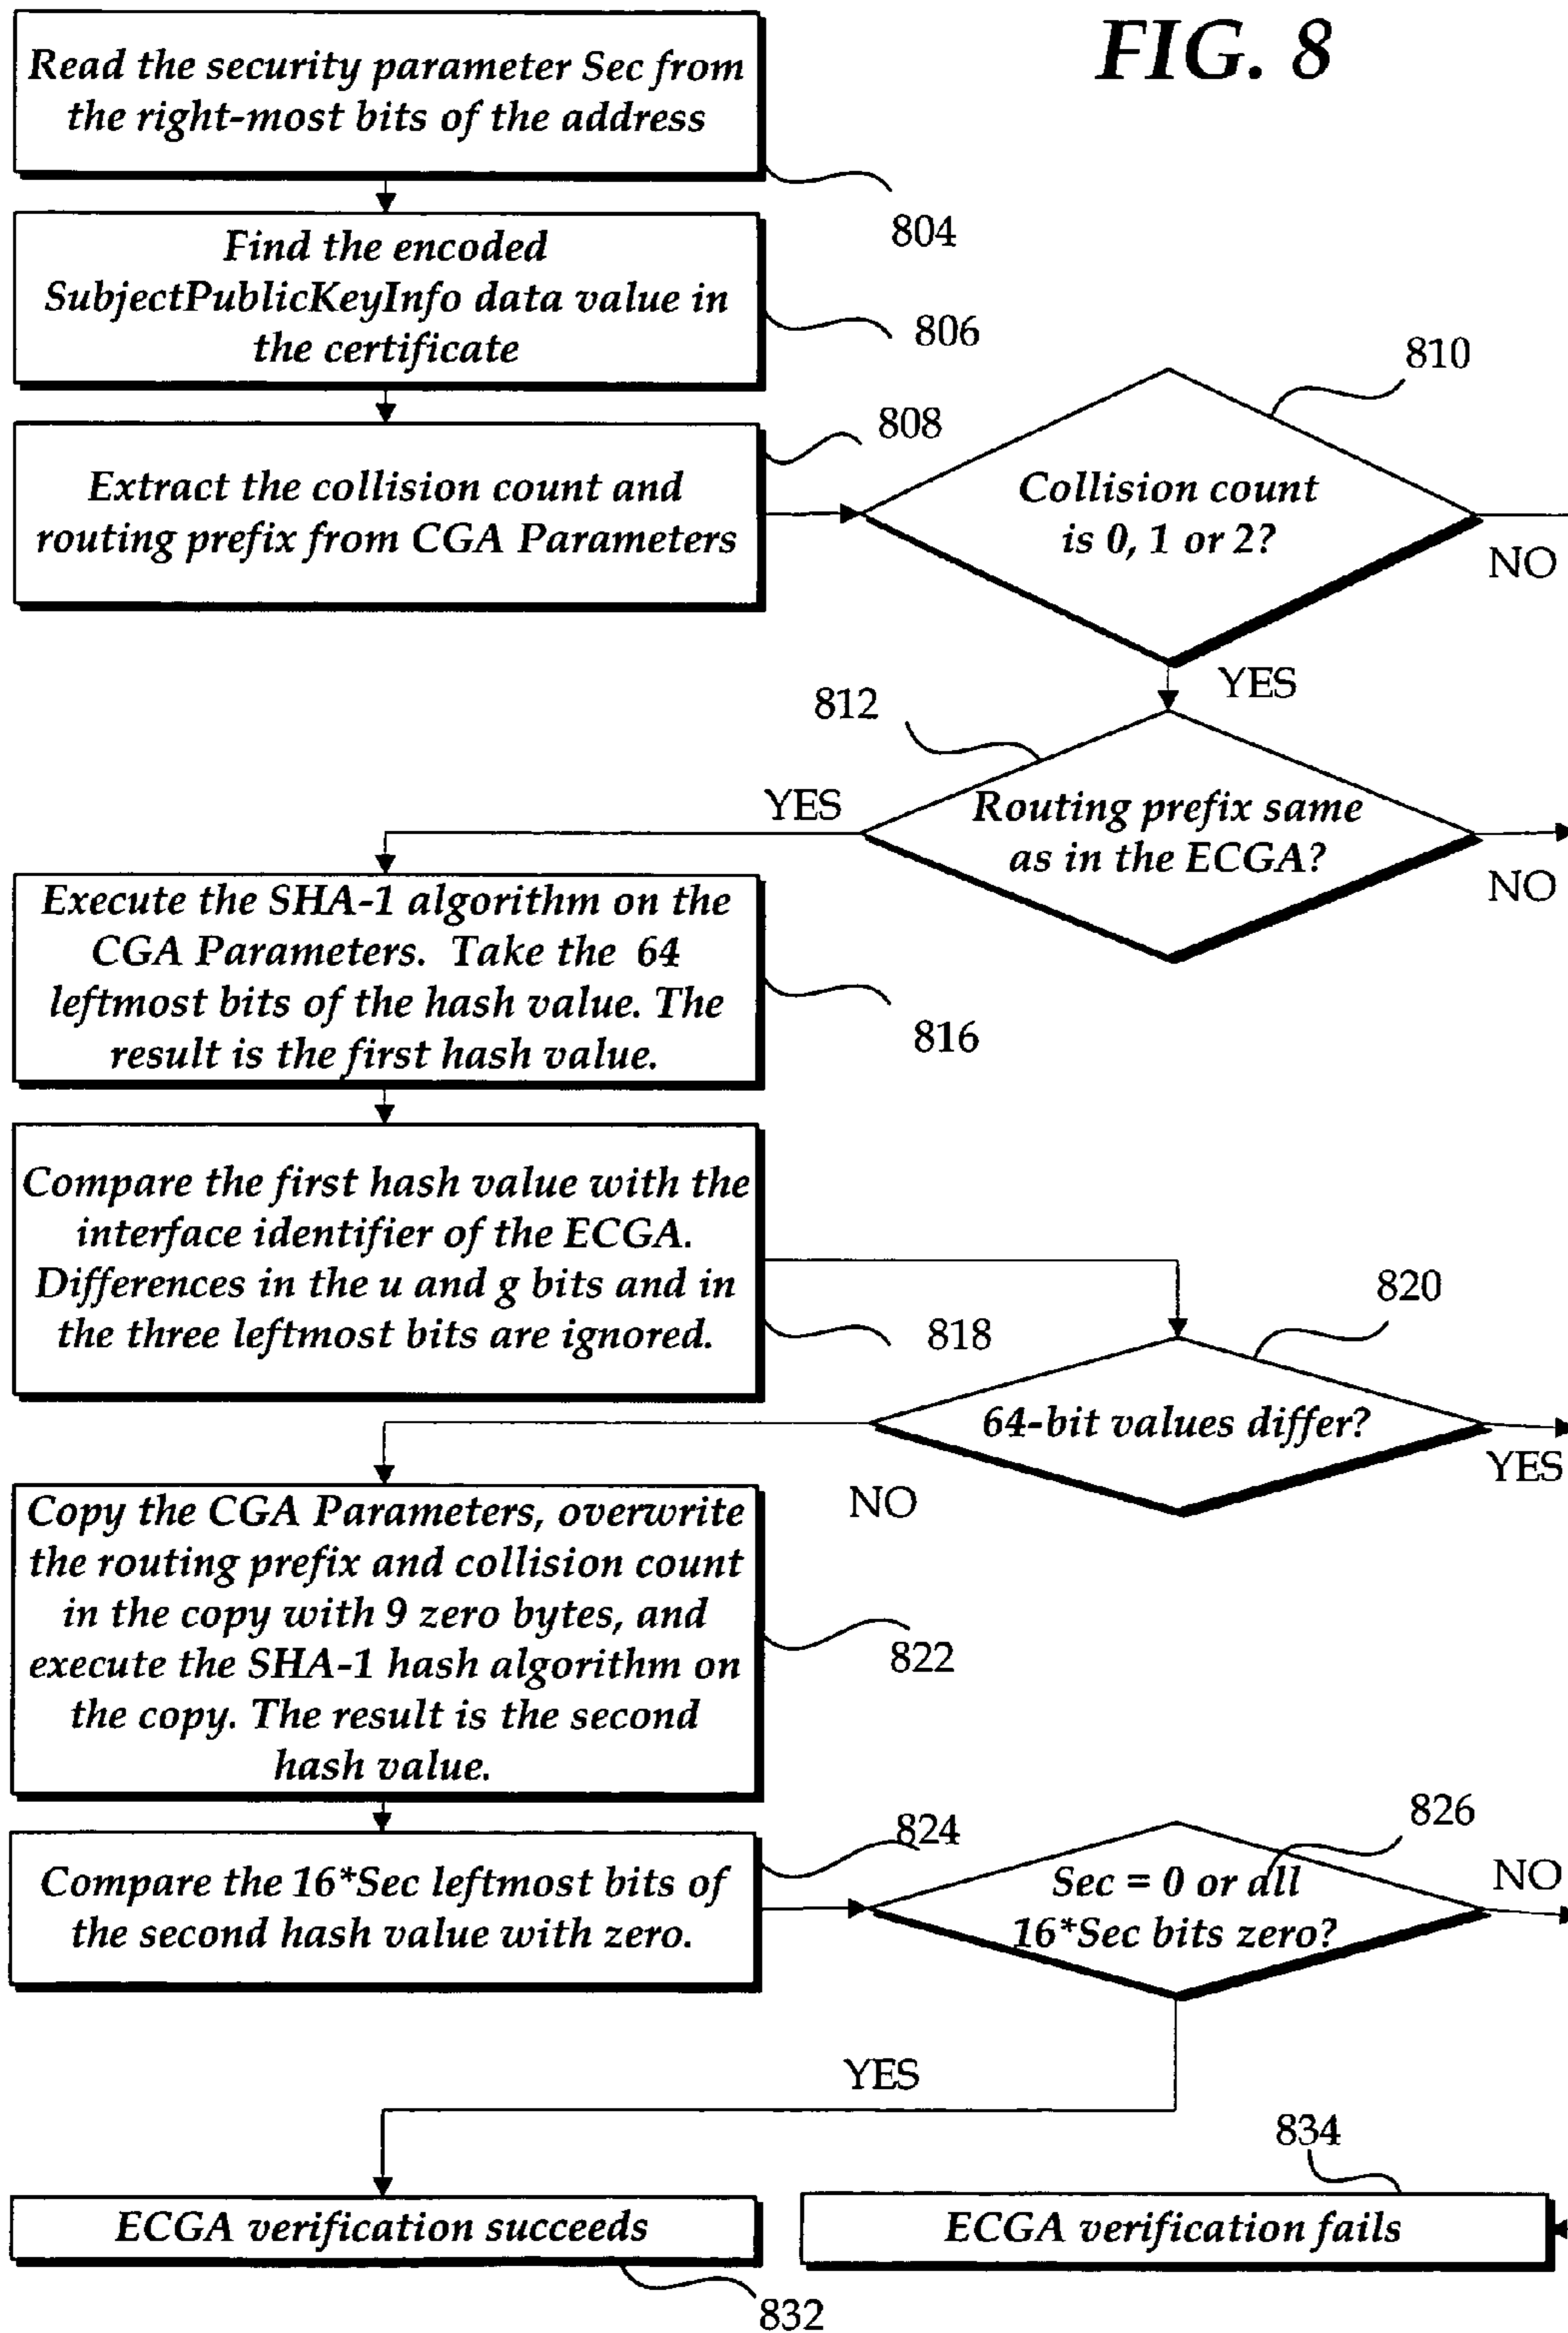 FIG. 8
Read the security parameter Sec from
the right-most bits of the address
804
Find the encoded
SubjectPublicKeyInfo data value in
the certificate
806
Extract the collision count and
routing prefix from CGA Parameters
808
810
Collision count
is 0, 1 or 2?
NO
YES
812
Routing prefix same
as in the ECGA?
YES
NO
Execute the SHA-1 algorithm on the
CGA Parameters. Take the 64
leftmost bits of the hash value. The
result is the first hash value.
816
Compare the first hash value with the
interface identifier of the ECGA.
Differences in the u and g bits and in
the three leftmost bits are ignored.
818
820
64-bit values differ?
YES
NO
Copy the CGA Parameters, overwrite
the routing prefix and collision count
in the copy with 9 zero bytes, and
execute the SHA-1 hash algorithm on
the copy. The result is the second
hash value.
822
Compare the 16*Sec leftmost bits of
the second hash value with zero.
824
826
Sec = 0 or all
16*Sec bits zero?
NO
YES
ECGA verification succeeds
832
834
ECGA verification fails